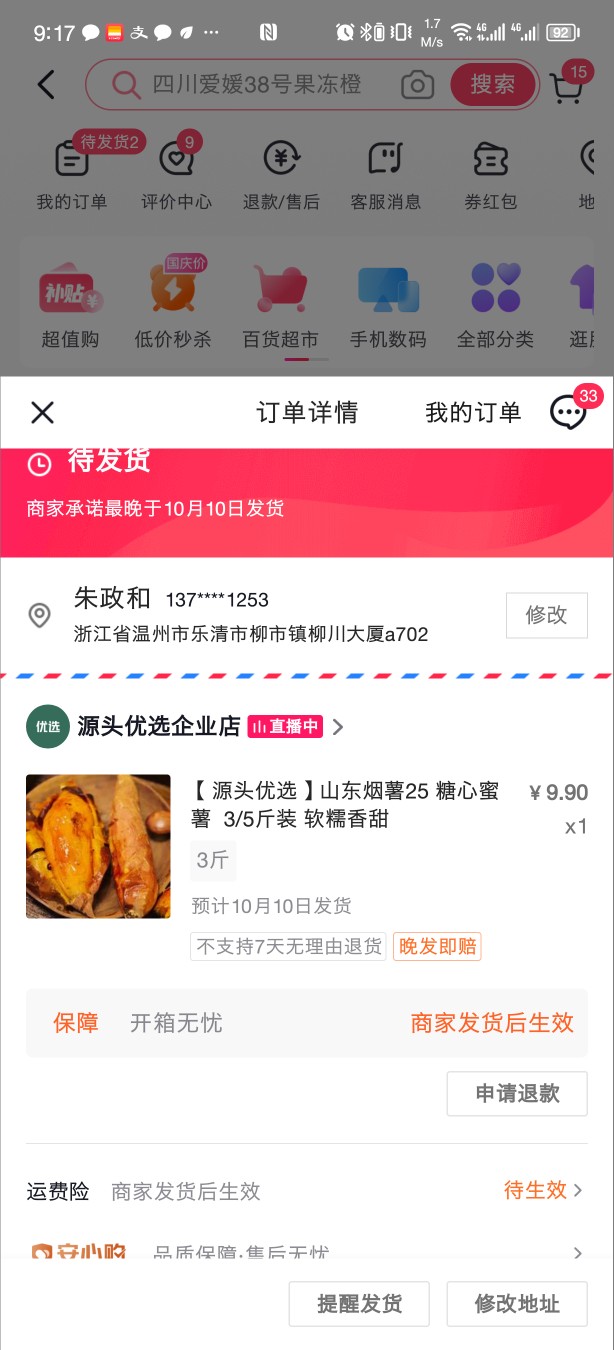 9:17
1.7
M/s
4G
4G
92
四川爱媛38号果冻橙
搜索
15
待发货2
9
我的订单
评价中心
退款/售后
客服消息
券红包
地
补贴
国庆价
超值购
低价秒杀
百货超市
手机数码
全部分类
逛
订单详情
我的订单
33
待发货
商家承诺最晚于10月10日发货
朱政和 137****1253
浙江省温州市乐清市柳市镇柳川大厦a702
修改
优选
源头优选企业店
直播中
【 源头优选 】山东烟薯25 糖心蜜
薯 3/5斤装 软糯香甜
¥ 9.90
x1
3斤
预计10月10日发货
不支持7天无理由退货
晚发即赔
保障
开箱无忧
商家发货后生效
申请退款
运费险
商家发货后生效
待生效
安心购
品质保障·售后无忧
提醒发货
修改地址